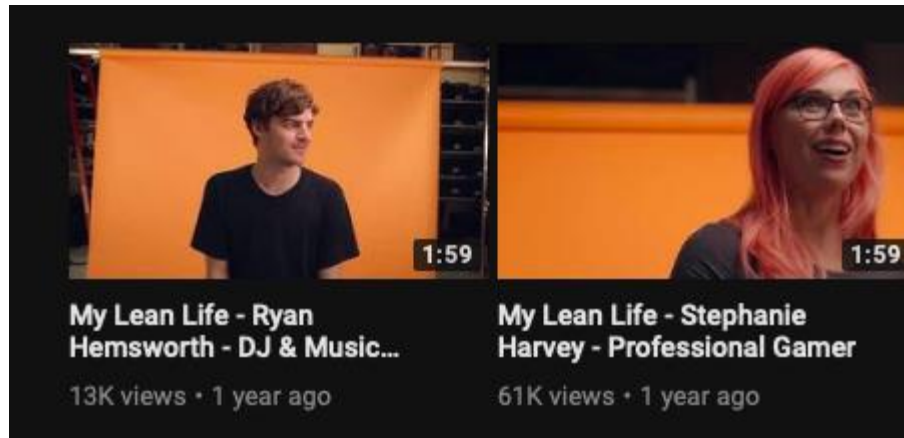 1:59
1:59
My Lean Life - Ryan
Hemsworth - DJ & Music...
13K views • 1 year ago
My Lean Life - Stephanie
Harvey - Professional Gamer
61K views • 1 year ago